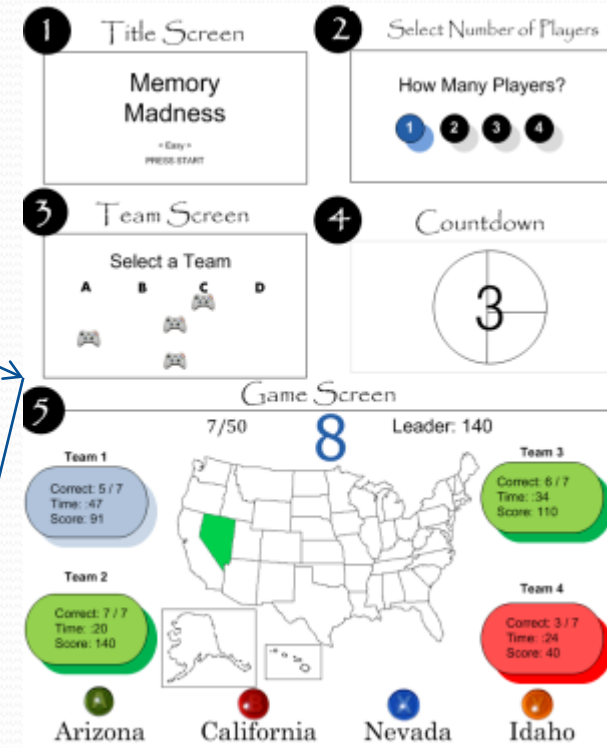 1
Title Screen
Memory
Madness
< Easy >
PRESS START
2
Select Number of Players
How Many Players?
1 2 3 4
3
Team Screen
Select a Team
A B C D
4
Countdown
3
5
Game Screen
7/50
8
Leader: 140
Team 1
Correct: 5 / 7
Time: :47
Score: 91
Team 2
Correct: 7 / 7
Time: :20
Score: 140
Team 3
Correct: 6 / 7
Time: :34
Score: 110
Team 4
Correct: 3 / 7
Time: :24
Score: 40
A B X Y
Arizona California Nevada Idaho